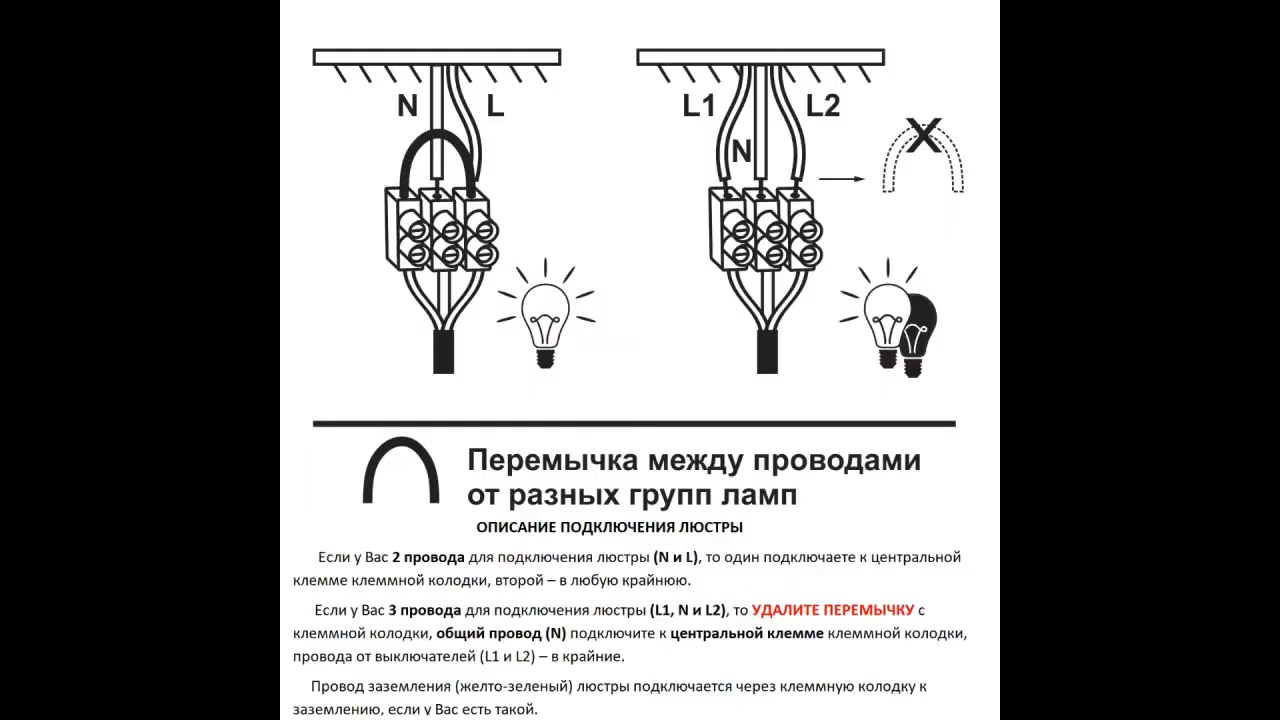 N L L1 L2
N
Перемычка между проводами
от разных групп ламп
ОПИСАНИЕ ПОДКЛЮЧЕНИЯ ЛЮСТРЫ
Если у Вас 2 провода для подключения люстры (N и L), то один подключаете к центральной
клемме клеммной колодки, второй – в любую крайнюю.
Если у Вас 3 провода для подключения люстры (L1, N и L2), то УДАЛИТЕ ПЕРЕМЫЧКУ с
клеммной колодки, общий провод (N) подключите к центральной клемме клеммной колодки,
провода от выключателей (L1 и L2) – в крайние.
Провод заземления (желто-зеленый) люстры подключается через клеммную колодку к
заземлению, если у Вас есть такой.